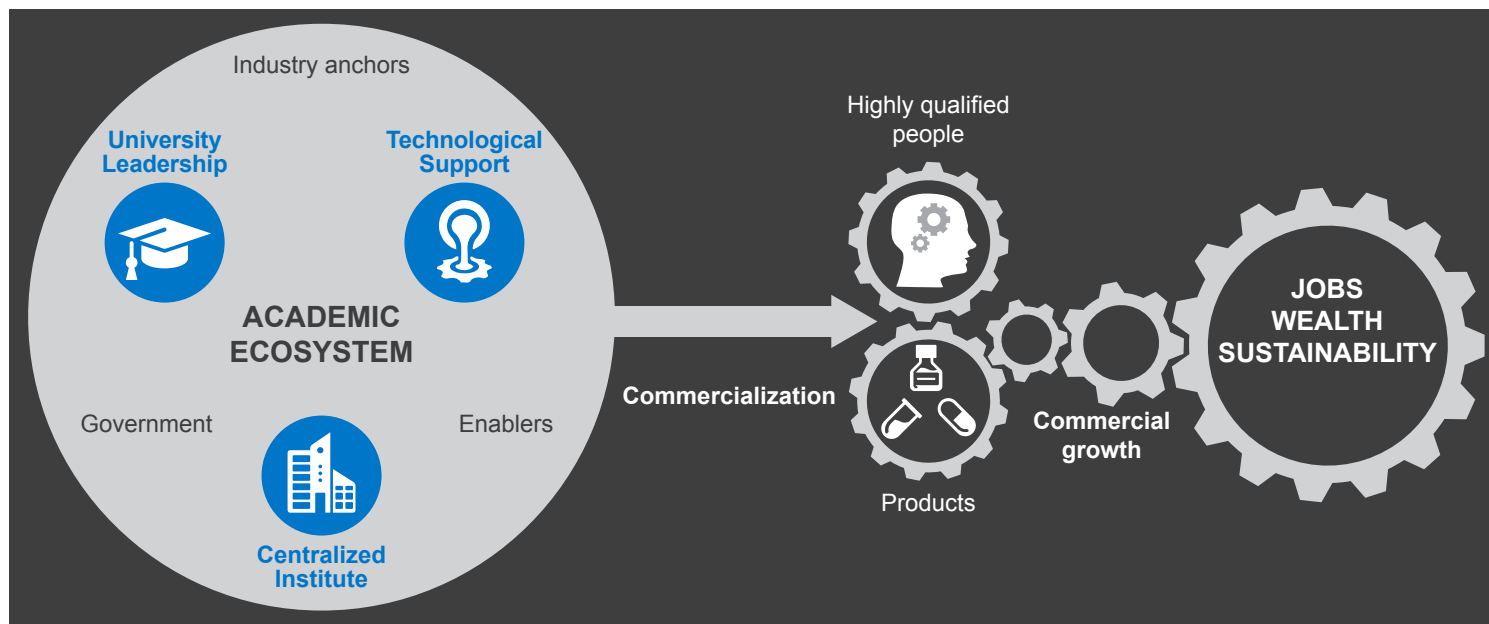 Industry anchors
University
Leadership
Technological
Support
ACADEMIC
ECOSYSTEM
Government
Enablers
Centralized
Institute
Commercialization
Highly qualified
people
Products
Commercial
growth
JOBS
WEALTH
SUSTAINABILITY